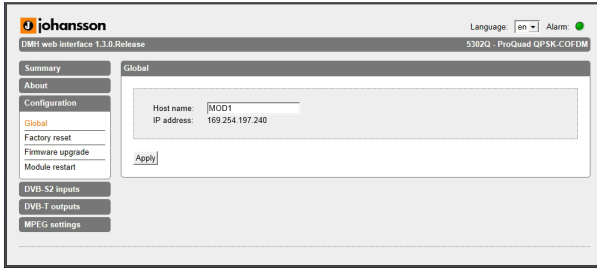 johansson
Language: en Alarm:
DMH web interface 1.3.0.Release 5302Q - ProQuad QPSK-COFDM
Summary
About
Configuration
Global
Factory reset
Firmware upgrade
Module restart
DVB-S2 inputs
DVB-T outputs
MPEG settings
Global
Host name: MOD1
IP address: 169.254.197.240
Apply